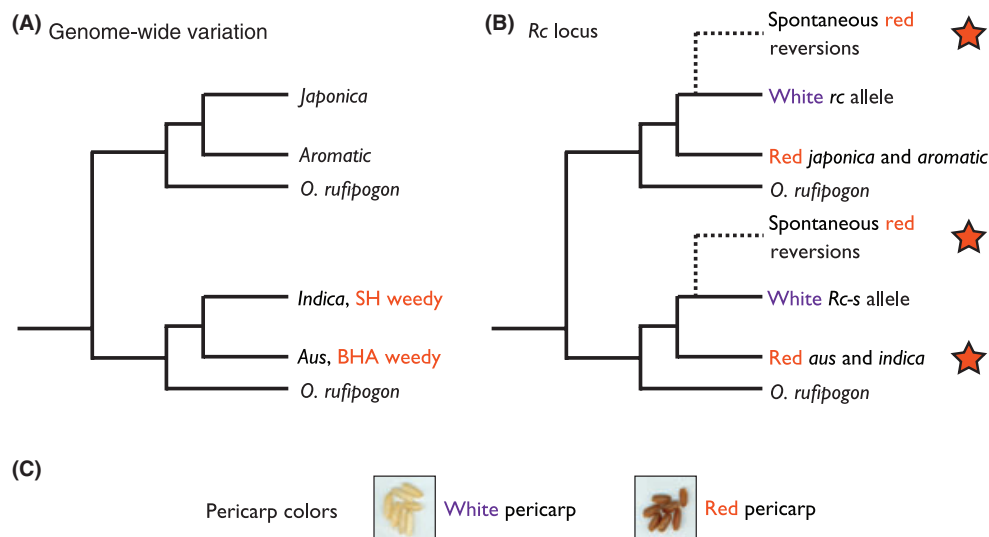 (A) Genome-wide variation
Japonica
Aromatic
O. rufipogon
Indica, SH weedy
Aus, BHA weedy
O. rufipogon
(B) Rc locus
Spontaneous red
reversions
White rc allele
Red japonica and aromatic
O. rufipogon
Spontaneous red
reversions
White Rc-s allele
Red aus and indica
O. rufipogon
(C)
Pericarp colors White pericarp Red pericarp